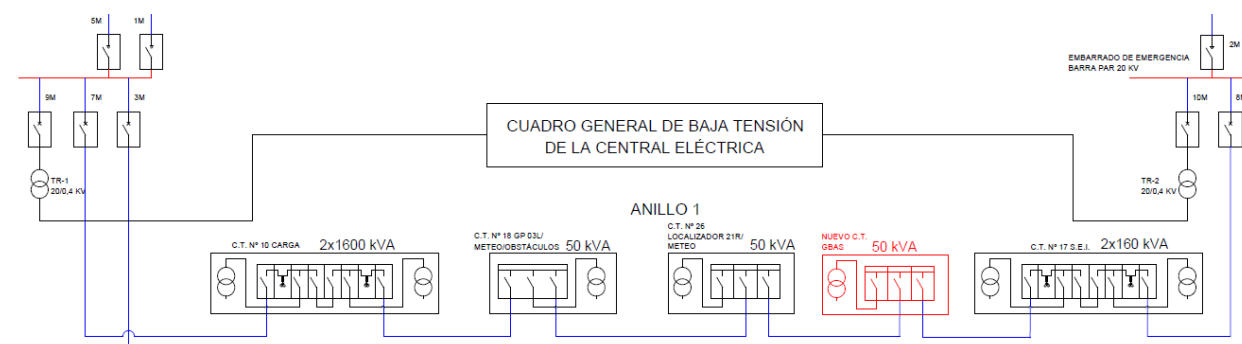 5M
1M
2M
EMBARRADO DE EMERGENCIA
BARRA PAR 20 KV
9M
7M
3M
10M
8M
CUADRO GENERAL DE BAJA TENSIÓN
DE LA CENTRAL ELÉCTRICA
TR-1
20/0,4 KV
TR-2
20/0,4 KV
ANILLO 1
C.T. Nº 10 CARGA 2x1600 kVA
C.T. Nº 18 GP 03L/
METEO/OBSTÁCULOS 50 kVA
C.T. Nº 26
LOCALIZADOR 21R/
METEO 50 kVA
NUEVO C.T.
GBAS 50 kVA
C.T. Nº 17 S.E.I. 2x160 kVA